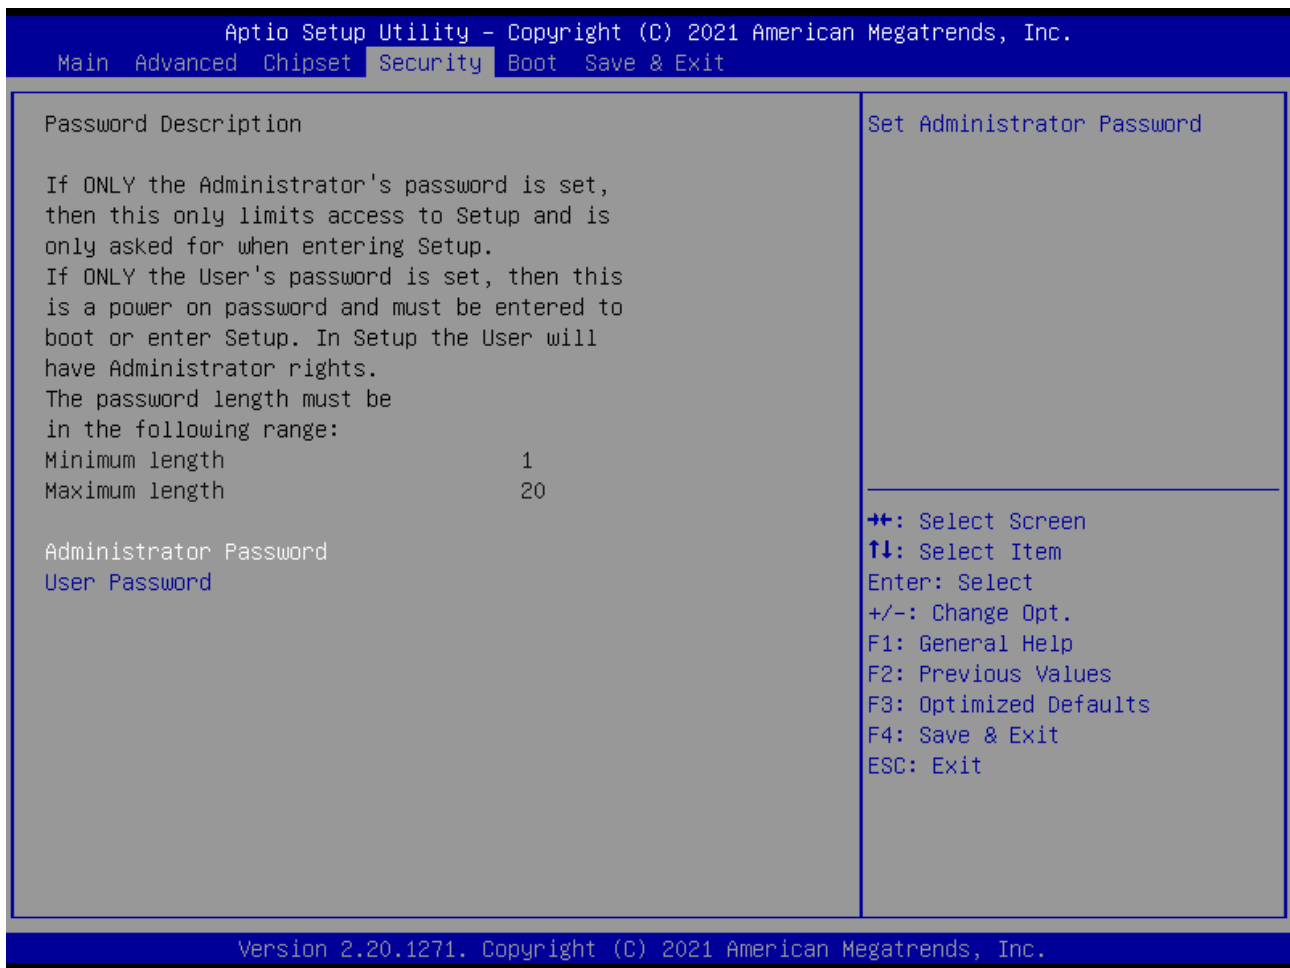 Aptio Setup Utility – Copyright (C) 2021 American Megatrends, Inc.
Main Advanced Chipset Security Boot Save & Exit
Password Description
If ONLY the Administrator's password is set,
then this only limits access to Setup and is
only asked for when entering Setup.
If ONLY the User's password is set, then this
is a power on password and must be entered to
boot or enter Setup. In Setup the User will
have Administrator rights.
The password length must be
in the following range:
Minimum length 1
Maximum length 20
Administrator Password
User Password
Set Administrator Password
→←: Select Screen
↑↓: Select Item
Enter: Select
+/-: Change Opt.
F1: General Help
F2: Previous Values
F3: Optimized Defaults
F4: Save & Exit
ESC: Exit
Version 2.20.1271. Copyright (C) 2021 American Megatrends, Inc.